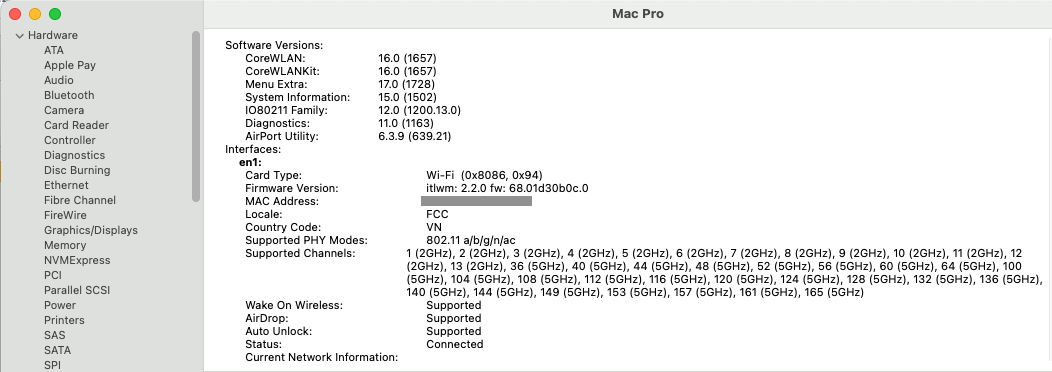 Mac Pro
Hardware
ATA
Apple Pay
Audio
Bluetooth
Camera
Card Reader
Controller
Diagnostics
Disc Burning
Ethernet
Fibre Channel
FireWire
Graphics/Displays
Memory
NVMExpress
PCI
Parallel SCSI
Power
Printers
SAS
SATA
SPI
Software Versions:
CoreWLAN: 16.0 (1657)
CoreWLANKit: 16.0 (1657)
Menu Extra: 17.0 (1728)
System Information: 15.0 (1502)
IO80211 Family: 12.0 (1200.13.0)
Diagnostics: 11.0 (1163)
AirPort Utility: 6.3.9 (639.21)
Interfaces:
en1:
Card Type: Wi-Fi (0x8086, 0x94)
Firmware Version: itlwm: 2.2.0 fw: 68.01d30b0c.0
MAC Address:
Locale: FCC
Country Code: VN
Supported PHY Modes: 802.11 a/b/g/n/ac
Supported Channels: 1 (2GHz), 2 (2GHz), 3 (2GHz), 4 (2GHz), 5 (2GHz), 6 (2GHz), 7 (2GHz), 8 (2GHz), 9 (2GHz), 10 (2GHz), 11 (2GHz), 12
(2GHz), 13 (2GHz), 36 (5GHz), 40 (5GHz), 44 (5GHz), 48 (5GHz), 52 (5GHz), 56 (5GHz), 60 (5GHz), 64 (5GHz), 100
(5GHz), 104 (5GHz), 108 (5GHz), 112 (5GHz), 116 (5GHz), 120 (5GHz), 124 (5GHz), 128 (5GHz), 132 (5GHz), 136 (5GHz),
140 (5GHz), 144 (5GHz), 149 (5GHz), 153 (5GHz), 157 (5GHz), 161 (5GHz), 165 (5GHz)
Wake On Wireless: Supported
AirDrop: Supported
Auto Unlock: Supported
Status: Connected
Current Network Information: